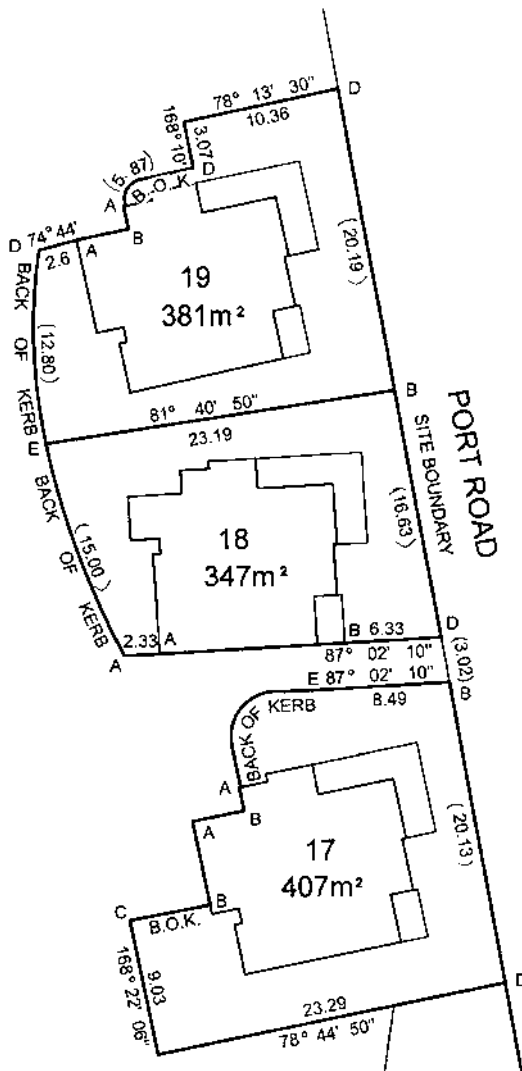 78° 13' 30"
D
10.36
168° 10'
3.07
D
(5.87)
B.O.K.
A
B
D
74° 44'
2.6
A
19
381m²
(20.19)
BACK OF KERB
(12.80)
81° 40' 50"
23.19
B
E
PORT ROAD
SITE BOUNDARY
18
347m²
(16.63)
BACK OF KERB
(15.00)
A
2.33
A
B
6.33
D
87° 02' 10"
(3.02)
E
87° 02' 10"
8.49
B
BACK OF KERB
A
B
A
17
407m²
(20.13)
C
B
B.O.K.
168° 22' 06"
9.03
23.29
D
78° 44' 50"